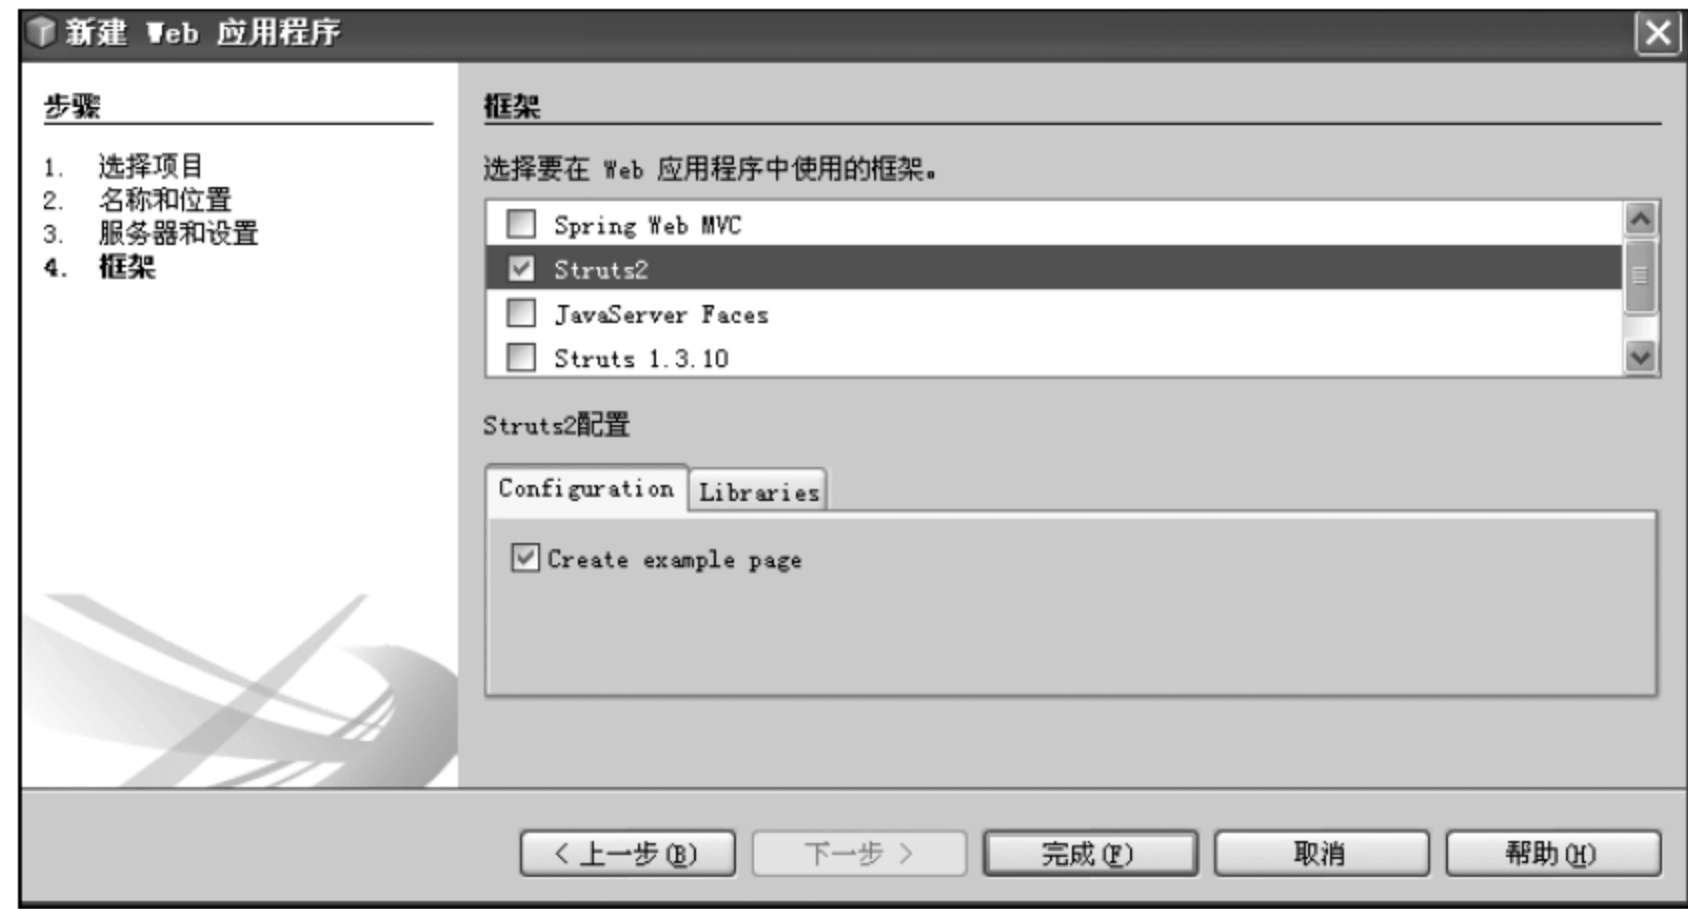 新建 Web 应用程序
步骤
1. 选择项目
2. 名称和位置
3. 服务器和设置
4. 框架
框架
选择要在 Web 应用程序中使用的框架。
Spring Web MVC
Struts2
JavaServer Faces
Struts 1.3.10
Struts2配置
Configuration Libraries
Create example page
< 上一步(B) 下一步 > 完成(F) 取消 帮助(H)